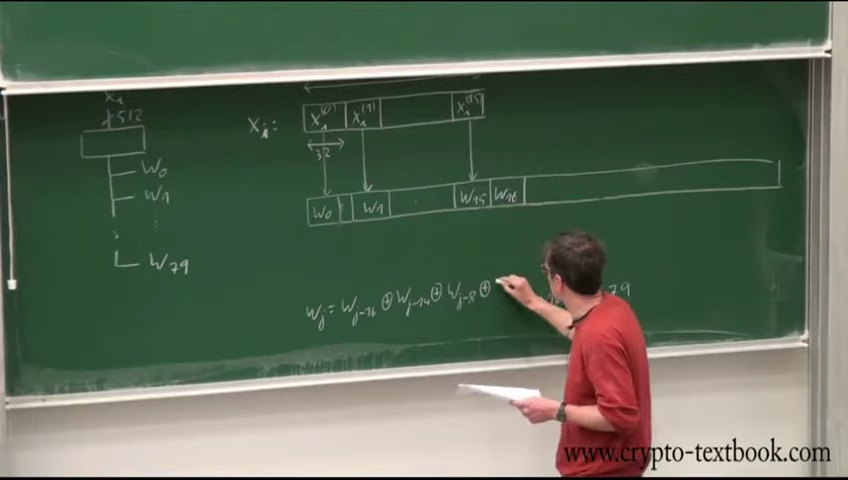 x₁
512
W₀
W₁
⋮
W₇₉
Xᵢ:
X₁⁽⁰⁾ X₁⁽¹⁾ X₁⁽¹⁵⁾
32
W₀ W₁ . W₁₅ W₁₆
Wⱼ = Wⱼ₋₁₆ ⊕ Wⱼ₋₁₄ ⊕ Wⱼ₋₈ ⊕
79
www.crypto-textbook.com